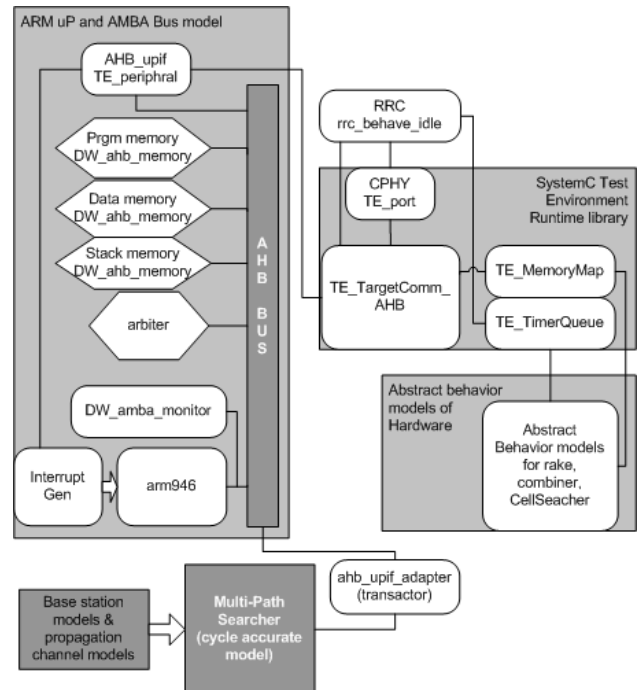 ARM uP and AMBA Bus model
AHB_upif
TE_periphral
Prgm memory
DW_ahb_memory
Data memory
DW_ahb_memory
Stack memory
DW_ahb_memory
arbiter
DW_amba_monitor
Interrupt
Gen
arm946
A
H
B
B
U
S
RRC
rrc_behave_idle
CPHY
TE_port
SystemC Test
Environment
Runtime library
TE_TargetComm_
AHB
TE_MemoryMap
TE_TimerQueue
Abstract behavior
models of
Hardware
Abstract
Behavior models
for rake,
combiner,
CellSeacher
ahb_upif_adapter
(transactor)
Base station
models &
propagation
channel models
Multi-Path
Searcher
(cycle accurate
model)